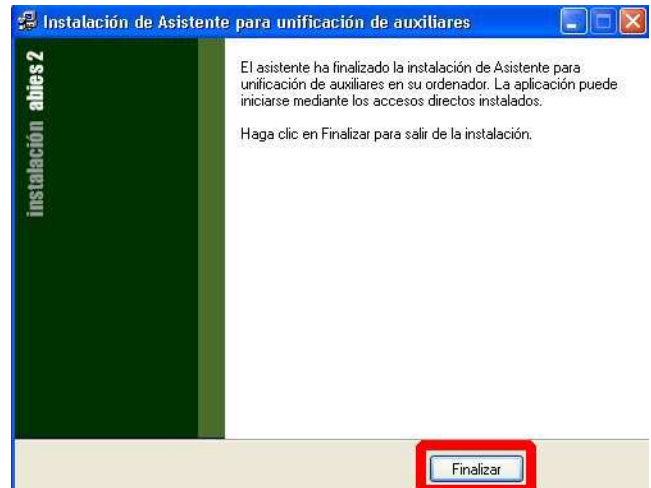 Instalación de Asistente para unificación de auxiliares
instalación abies 2
El asistente ha finalizado la instalación de Asistente para
unificación de auxiliares en su ordenador. La aplicación puede
iniciarse mediante los accesos directos instalados.
Haga clic en Finalizar para salir de la instalación.
Finalizar